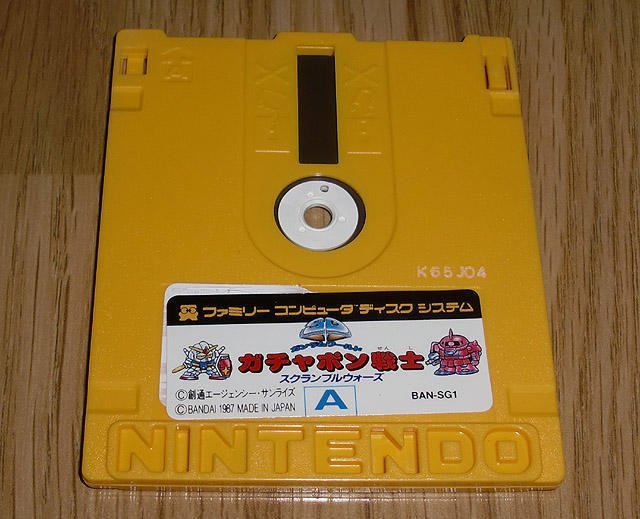 K65J04
ファミリー コンピュータ ディスク システム
ガチャポン戦士
せんし
スクランブルウォーズ
©創通エージェンシー・サンライズ
©BANDAI 1987 MADE IN JAPAN
A
BAN-SG1
NINTENDO